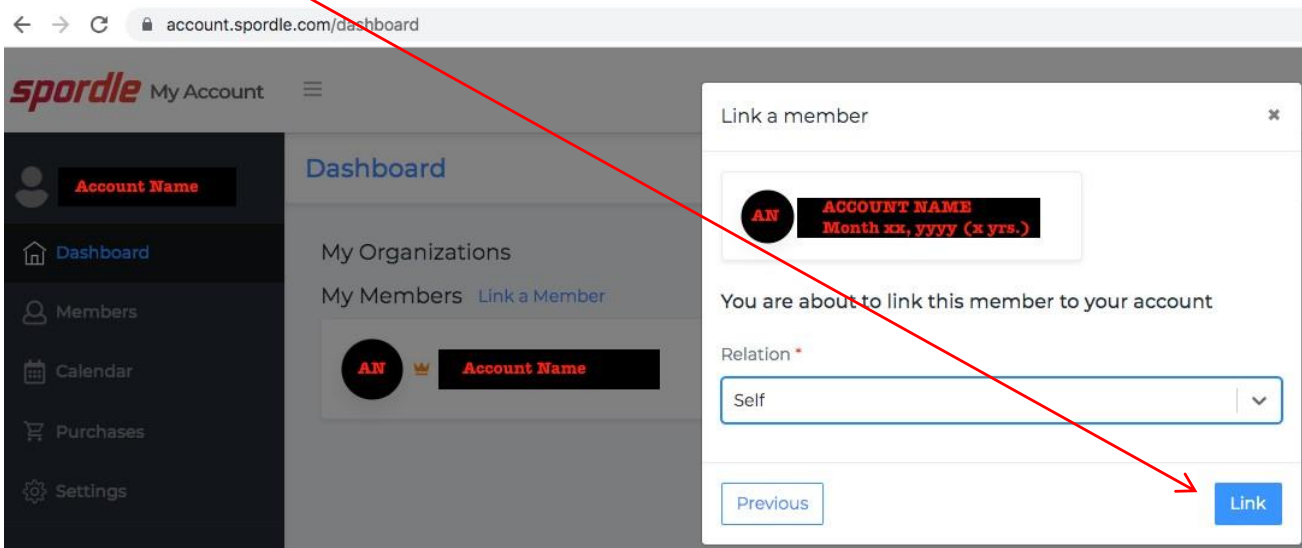 account.spordle.com/dashboard
spordle My Account
Account Name
Dashboard
Members
Calendar
Purchases
Settings
Dashboard
My Organizations
My Members Link a Member
AN Account Name
Link a member
AN
ACCOUNT NAME
Month xx, yyyy (x yrs.)
You are about to link this member to your account
Relation *
Self
Previous
Link